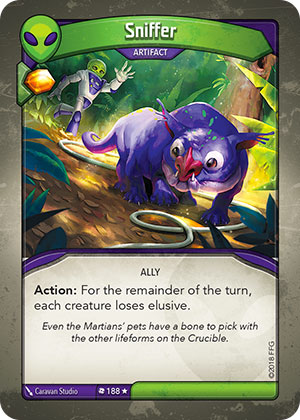 Sniffer
ARTIFACT
ALLY
Action: For the remainder of the turn,
each creature loses elusive.
Even the Martians' pets have a bone to pick with
the other lifeforms on the Crucible.
©2018 FFG
Caravan Studio
188